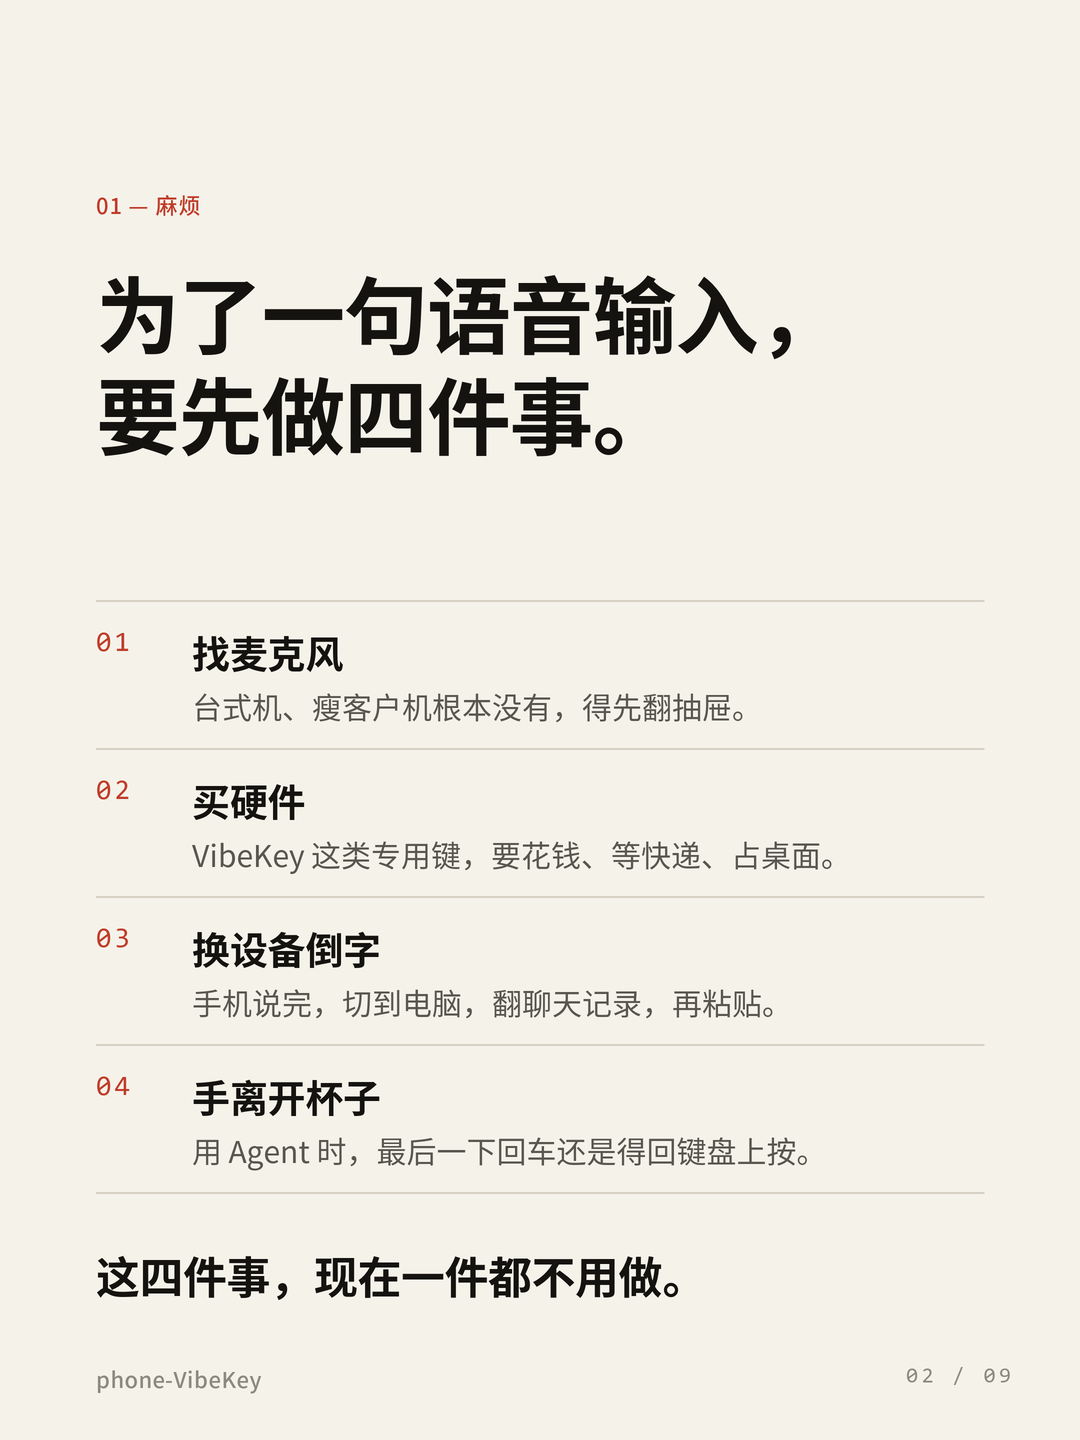 01 — 麻烦
为了一句语音输入，
要先做四件事。
01
找麦克风
台式机、瘦客户机根本没有，得先翻抽屉。
02
买硬件
VibeKey 这类专用键，要花钱、等快递、占桌面。
03
换设备倒字
手机说完，切到电脑，翻聊天记录，再粘贴。
04
手离开杯子
用 Agent 时，最后一下回车还是得回键盘上按。
这四件事，现在一件都不用做。
phone-VibeKey
02 / 09